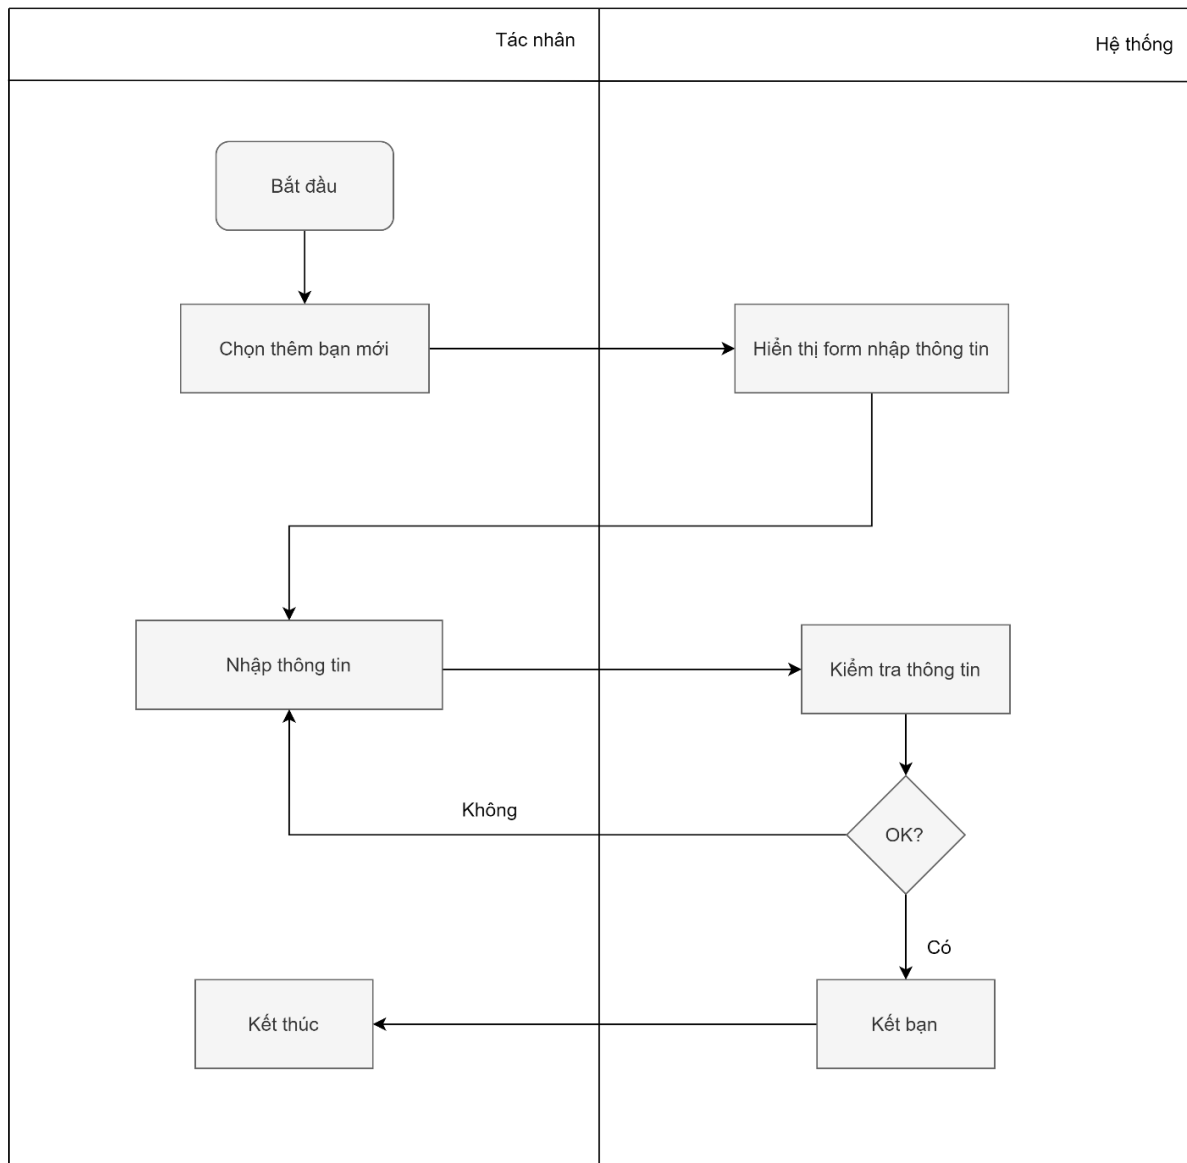 Tác nhân
Hệ thống
Bắt đầu
Chọn thêm bạn mới
Hiển thị form nhập thông tin
Nhập thông tin
Kiểm tra thông tin
Không
OK?
Có
Kết thúc
Kết bạn